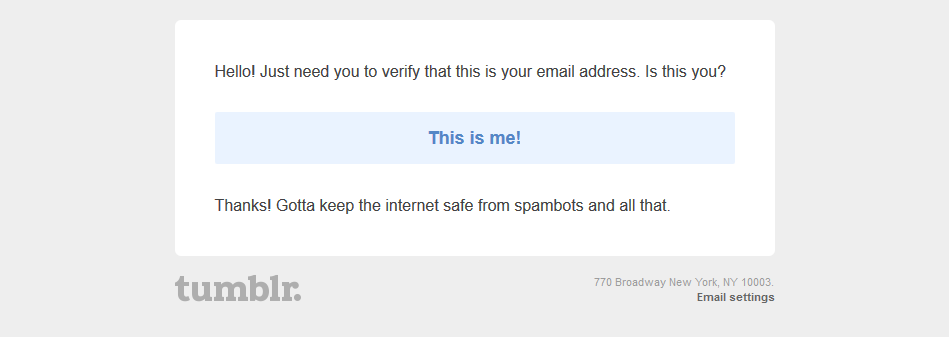 Hello! Just need you to verify that this is your email address. Is this you?
This is me!
Thanks! Gotta keep the internet safe from spambots and all that.
tumblr.
770 Broadway New York, NY 10003.
Email settings